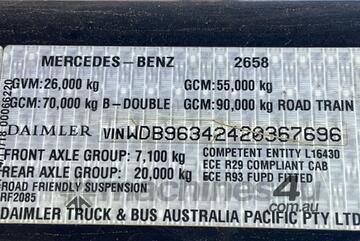 MERCEDES-BENZ 2658
GVM: 26,000 kg GCM: 55,000 kg
GCM: 70,000 kg B-DOUBLE GCM: 90,000 kg ROAD TRAIN
DAIMLER VIN WDB96342420367696
FRONT AXLE GROUP: 7,100 kg COMPETENT ENTITY L16430
ECE R29 COMPLIANT CAB
REAR AXLE GROUP: 20,000 kg ECE R93 FUPD FITTED
ROAD FRIENDLY SUSPENSION
RF2085
machines4u
.com.au
DAIMLER TRUCK & BUS AUSTRALIA PACIFIC PTY LTD